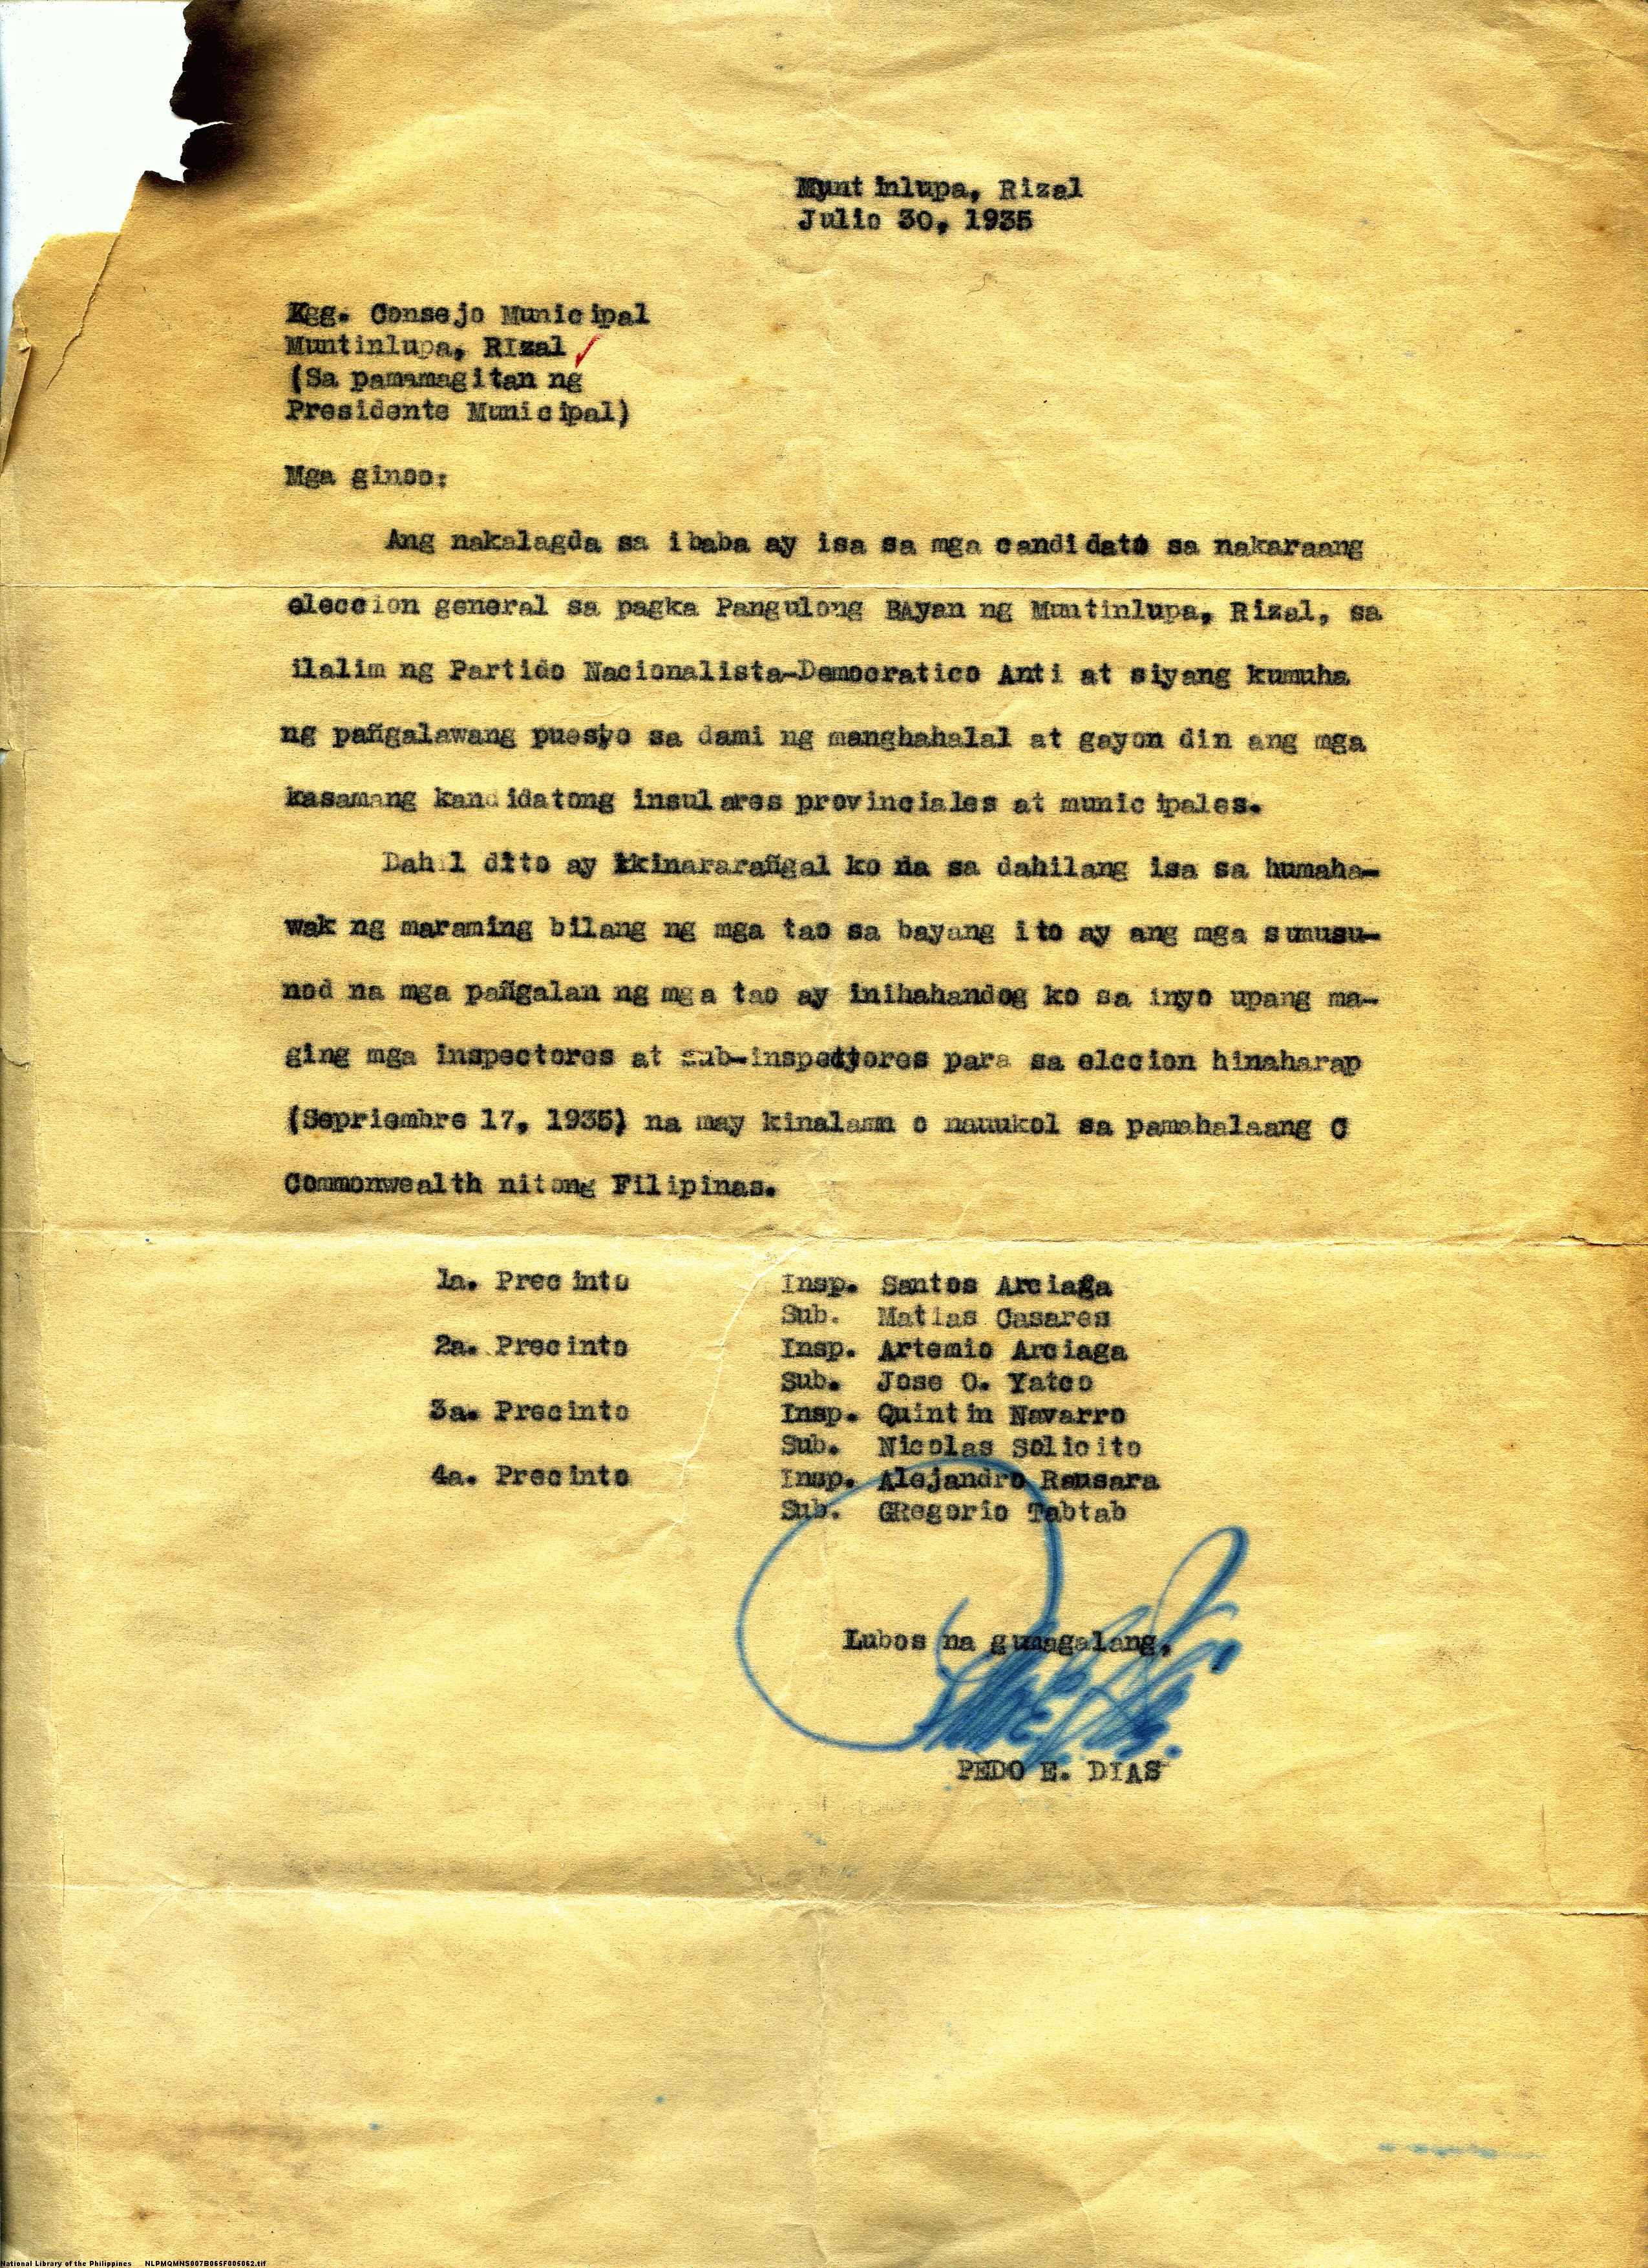 Muntinlupa, Rizal
Julio 30, 1935
Kgg. Consejo Municipal
Muntinlupa, RIzal
(Sa pamamagitan ng
Presidente Municipal)
Mga ginoo:
Ang nakalagda sa ibaba ay isa sa mga candidato sa nakaraang
eleccion general sa pagka Pangulong BAyan ng Muntinlupa, Rizal, sa
ilalim ng Partido Nacionalista-Democratico Anti at siyang kumuha
ng pañgalawang puesyo sa dami ng manghahalal at gayon din ang mga
kasamang kandidatong insulares provinciales at municipales.
Dahil dito ay ikinararañgal ko na sa dahilang isa sa humaha-
wak ng maraming bilang ng mga tao sa bayang ito ay ang mga sumusu-
nod na mga pañgalan ng mga tao ay inihahandog ko sa inyo upang ma-
ging mga inspectores at sub-inspectores para sa elccion hinaharap
(Sepriembre 17, 1935) na may kinalamn o nauukol sa pamahalaang C
Commonwealth nitong Filipinas.
1a. Precinto Insp. Santos Arciaga
Sub. Matias Casares
2a. Precinto Insp. Artemio Arciaga
Sub. Jose O. Yatco
3a. Precinto Insp. Quintin Navarro
Sub. Nicolas Solicito
4a. Precinto Insp. Alejandro Ransara
Sub. GRegorio Tabtab
Lubos na gumagalang,
PEDO E. DIAS
National Library of the Philippines NLPMQMNS007B065F005062.tif